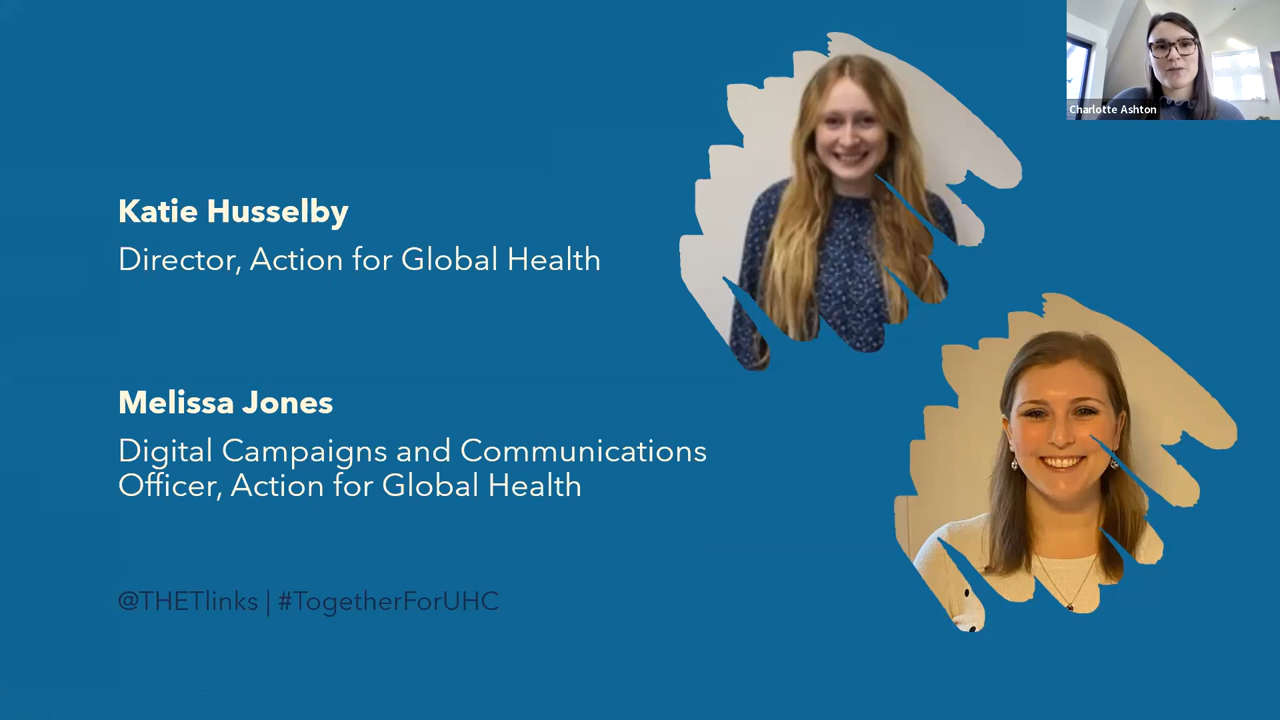 Charlotte Ashton
Katie Husselby
Director, Action for Global Health
Melissa Jones
Digital Campaigns and Communications
Officer, Action for Global Health
@THETlinks | #TogetherForUHC